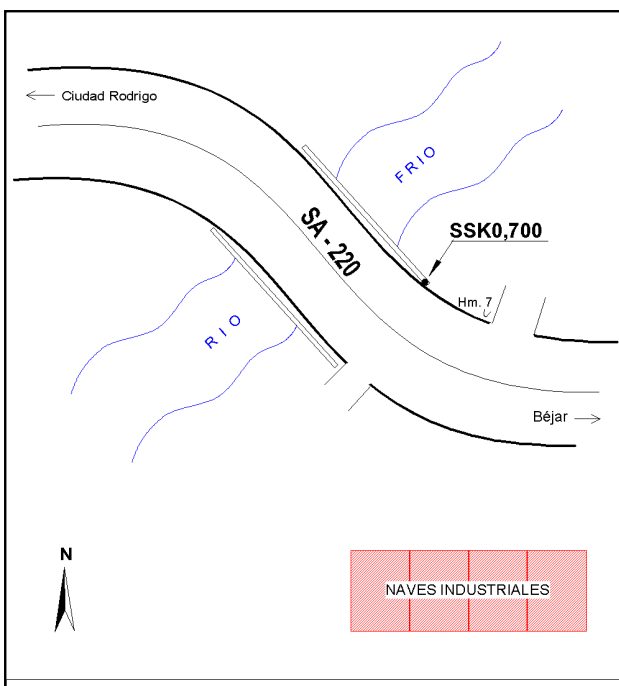 Ciudad Rodrigo
FRIO
SA - 220
SSK0,700
Hm. 7
RIO
Béjar
N
NAVES INDUSTRIALES